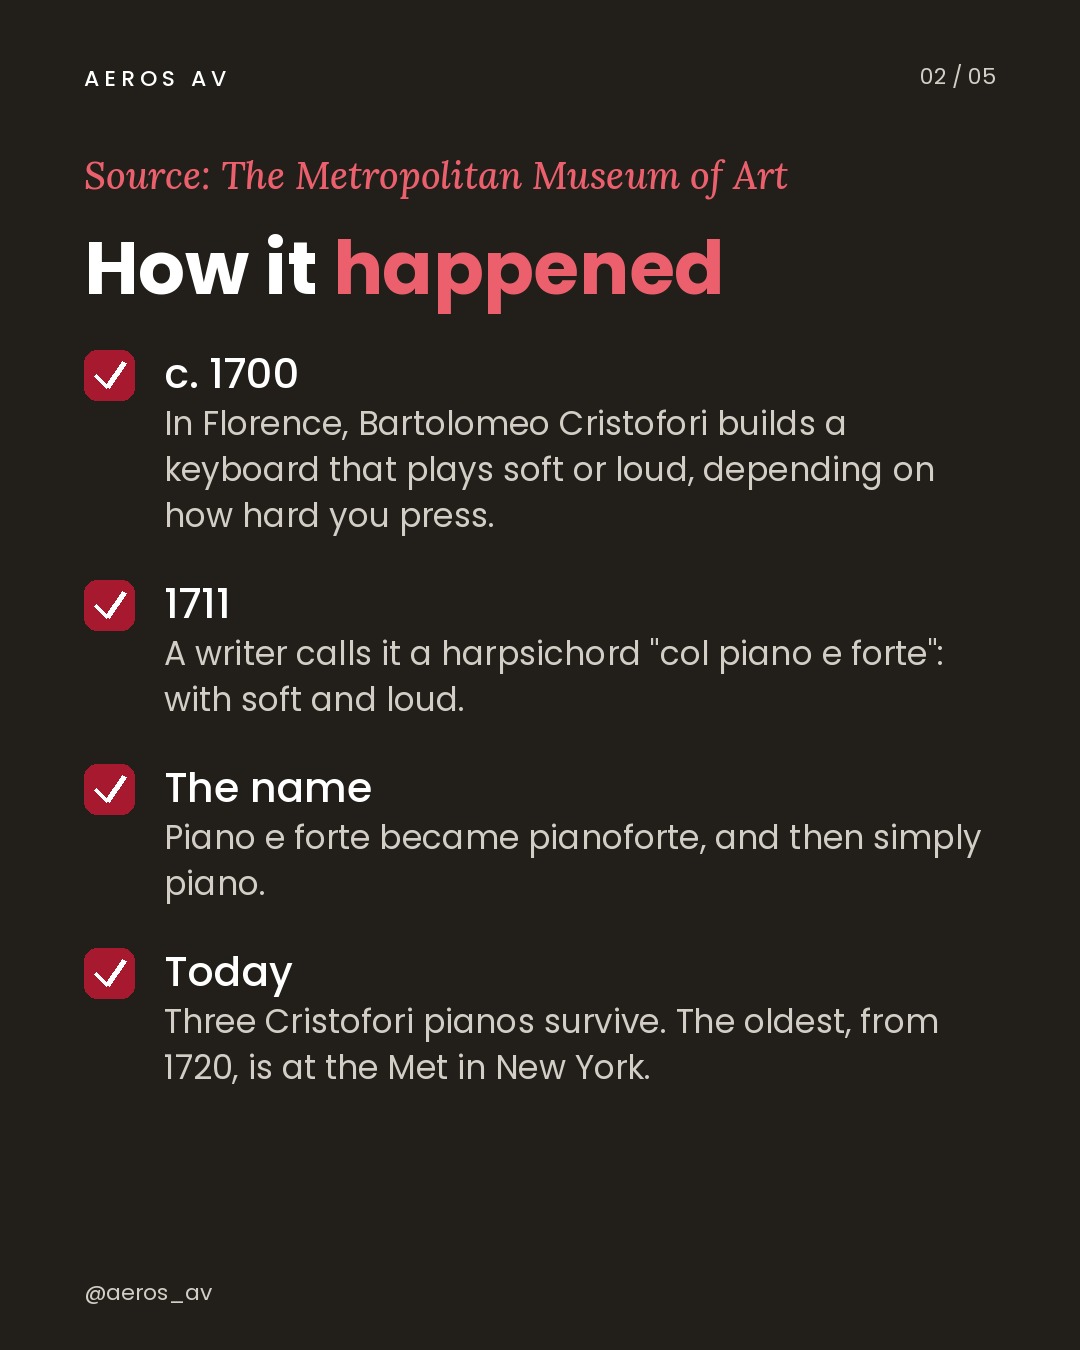 AEROS AV
02 / 05
Source: The Metropolitan Museum of Art
How it happened
c. 1700
In Florence, Bartolomeo Cristofori builds a
keyboard that plays soft or loud, depending on
how hard you press.
1711
A writer calls it a harpsichord "col piano e forte":
with soft and loud.
The name
Piano e forte became pianoforte, and then simply
piano.
Today
Three Cristofori pianos survive. The oldest, from
1720, is at the Met in New York.
@aeros_av